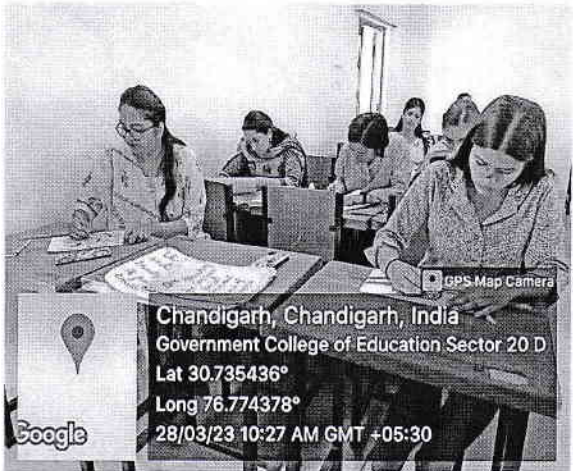 GPS Map Camera
Chandigarh, Chandigarh, India
Government College of Education Sector 20 D
Lat 30.735436°
Long 76.774378°
28/03/23 10:27 AM GMT +05:30
Google